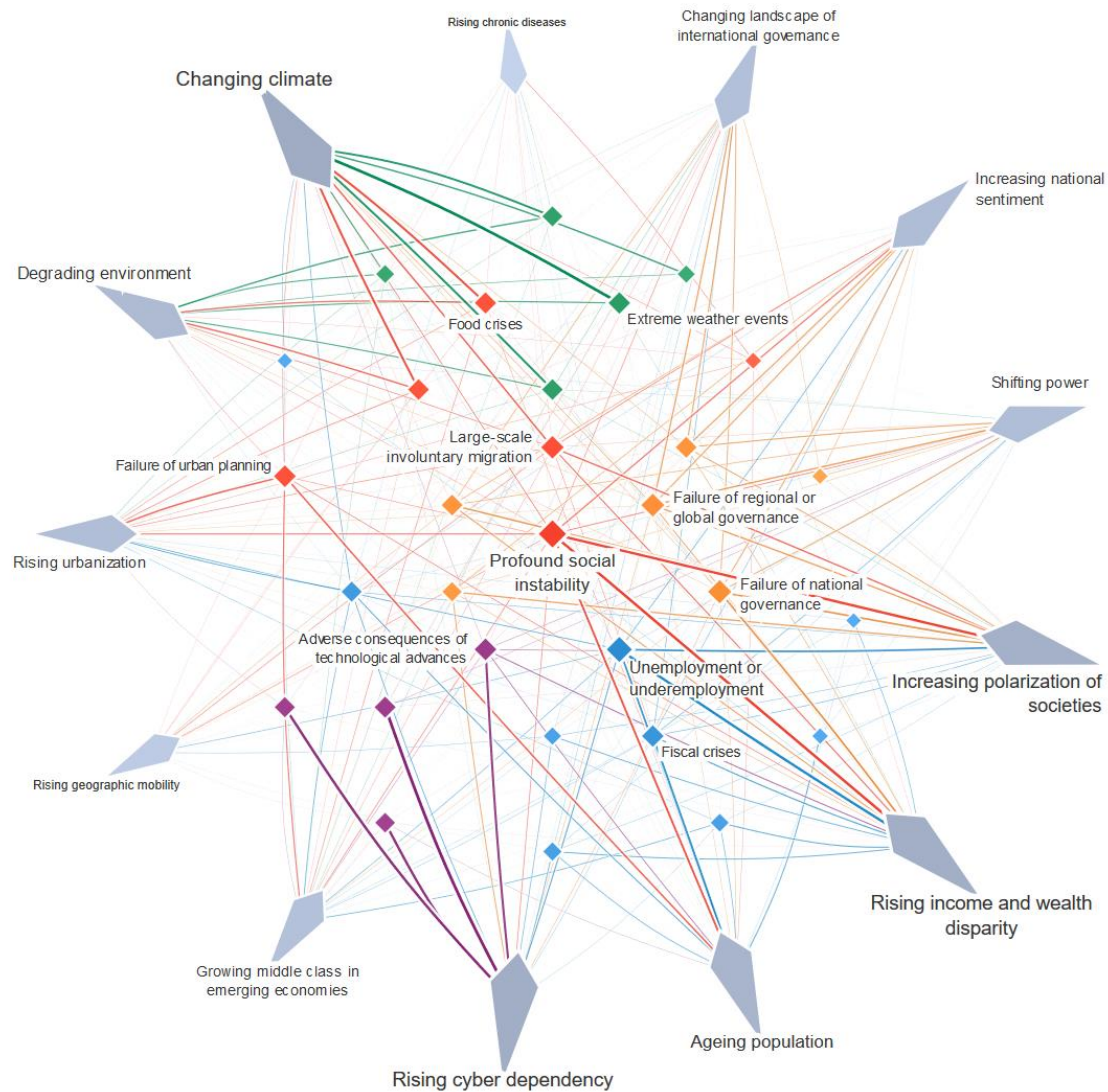 Rising chronic diseases
Changing landscape of
international governance
Changing climate
Increasing national
sentiment
Degrading environment
Food crises
Extreme weather events
Shifting power
Large-scale
involuntary migration
Failure of urban planning
Failure of regional or
global governance
Rising urbanization
Profound social
instability
Failure of national
governance
Adverse consequences of
technological advances
Unemployment or
underemployment
Increasing polarization of
societies
Fiscal crises
Rising geographic mobility
Rising income and wealth
disparity
Growing middle class in
emerging economies
Ageing population
Rising cyber dependency